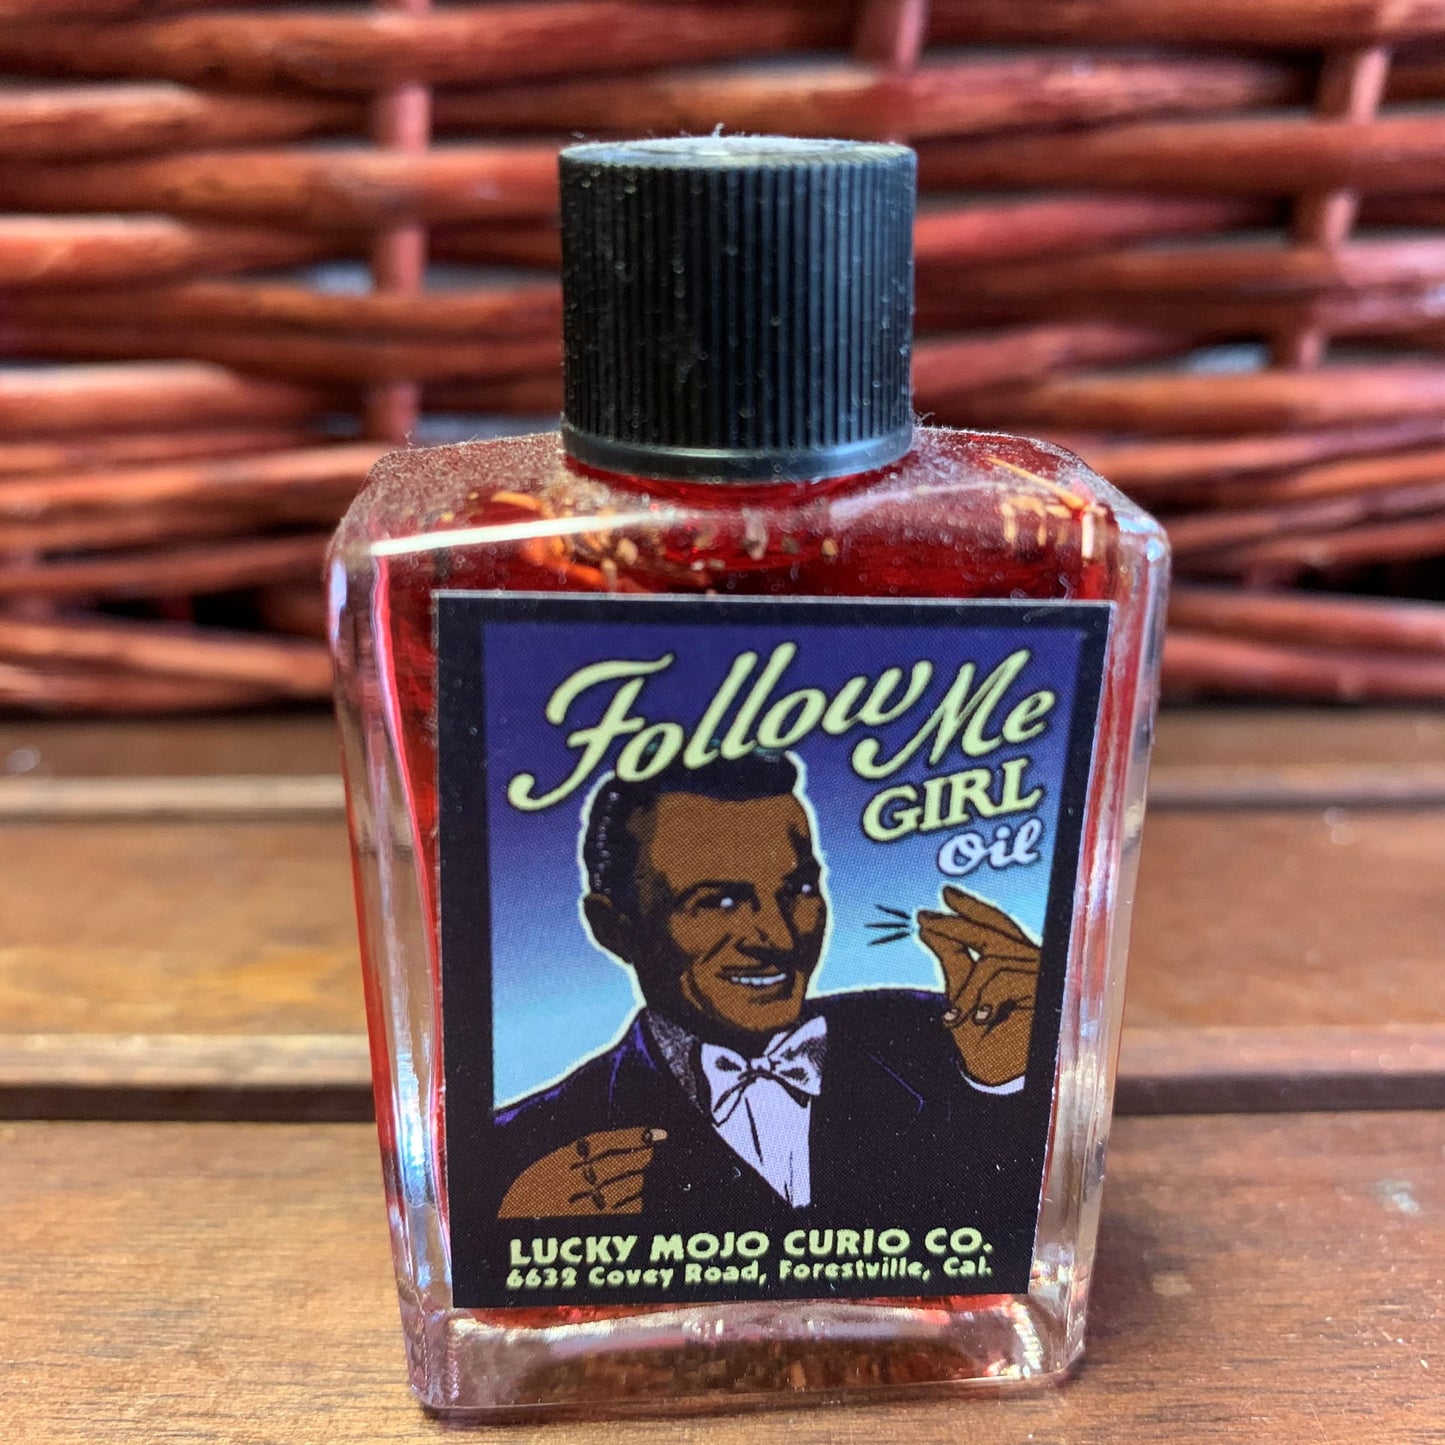 Follow Me
GIRL
Oil
LUCKY MOJO CURIO CO.
6632 Covey Road, Forestville, Cal.